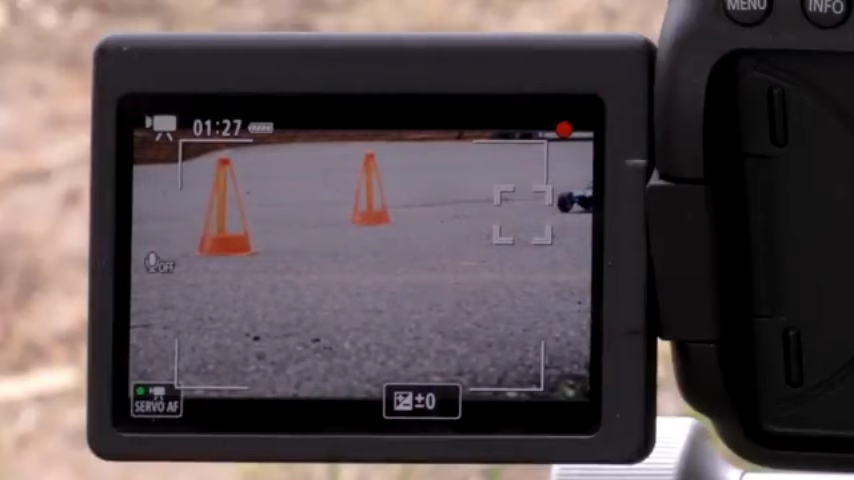 MENU
INFO
01:27
OFF
SERVO AF
±0